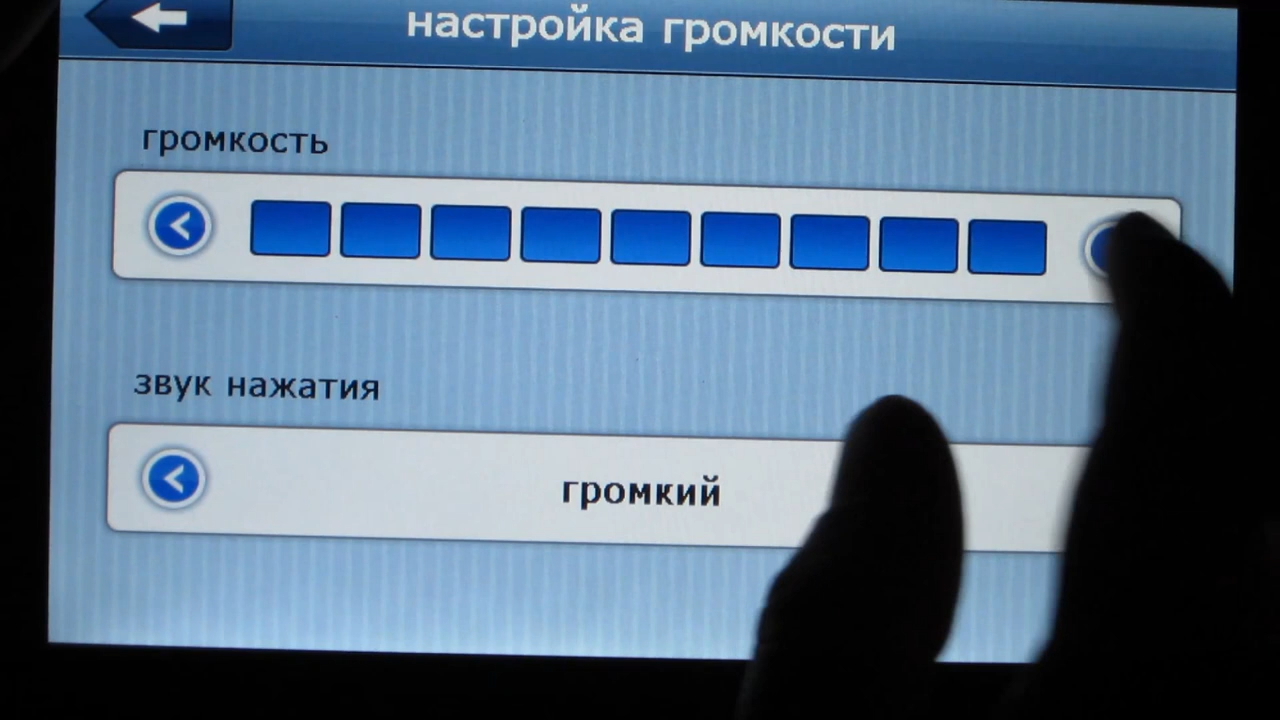 настройка громкости
громкость
звук нажатия
громкий